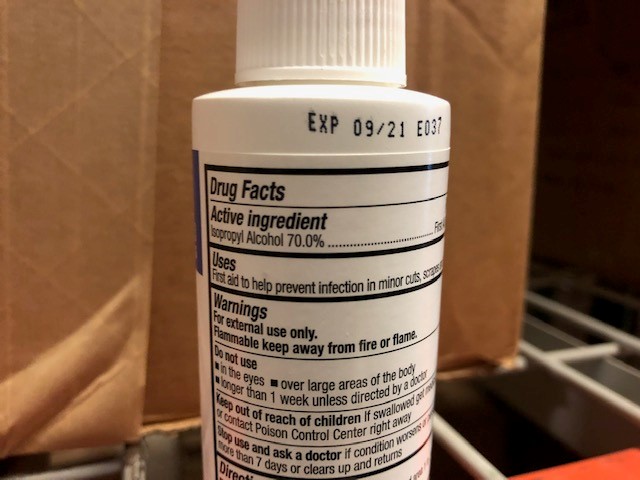 EXP 09/21 E037
Drug Facts
Active ingredient
Isopropyl Alcohol 70.0%..............................
Uses
First aid to help prevent infection in minor cuts, scrapes
Warnings
For external use only.
Flammable keep away from fire or flame.
Do not use
■ in the eyes ■ over large areas of the body
■ longer than 1 week unless directed by a doctor
Keep out of reach of children If swallowed get
or contact Poison Control Center right away
Stop use and ask a doctor if condition worsens
more than 7 days or clears up and returns